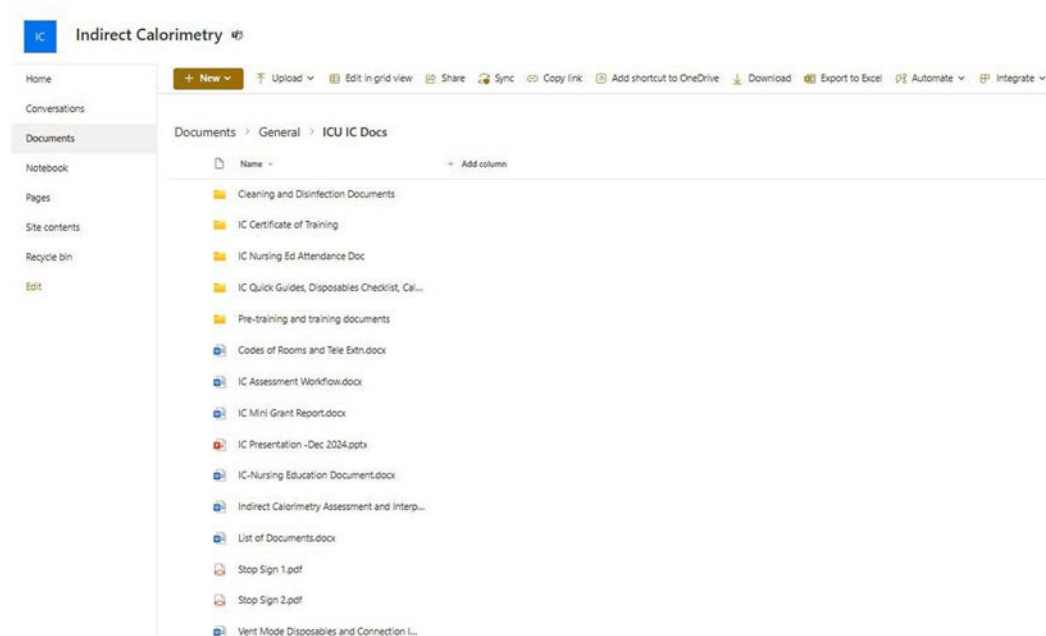 IC
Indirect Calorimetry
Home
Conversations
Documents
Notebook
Pages
Site contents
Recycle bin
Edit
+ New
Upload
Edit in grid view
Share
Sync
Copy link
Add shortcut to OneDrive
Download
Export to Excel
Automate
Integrate
Documents > General > ICU IC Docs
Name
+ Add column
Cleaning and Disinfection Documents
IC Certificate of Training
IC Nursing Ed Attendance Doc
IC Quick Guides, Disposables Checklist, Cal...
Pre-training and training documents
Codes of Rooms and Tele Extn.docx
IC Assessment Workflow.docx
IC Mini Grant Report.docx
IC Presentation -Dec 2024.pptx
IC-Nursing Education Document.docx
Indirect Calorimetry Assessment and Interp...
List of Documents.docx
Stop Sign 1.pdf
Stop Sign 2.pdf
Vent Mode Disposables and Connection I...